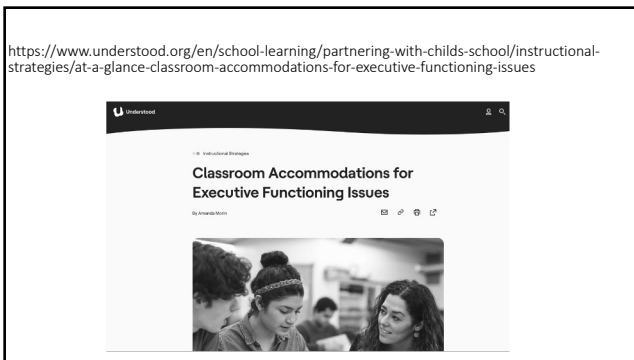 https://www.understood.org/en/school-learning/partnering-with-childs-school/instructional-
strategies/at-a-glance-classroom-accommodations-for-executive-functioning-issues
Understood
Instructional Strategies
Classroom Accommodations for
Executive Functioning Issues
By Amanda Morin